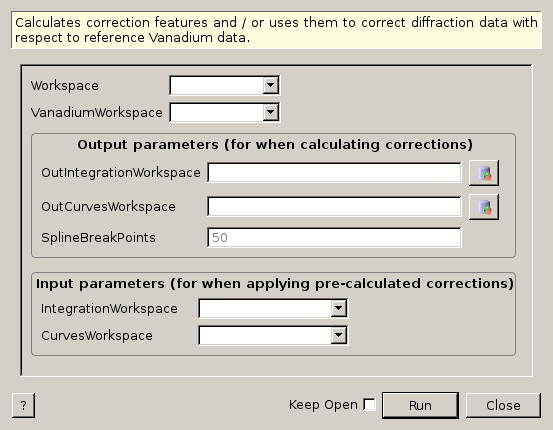 Calculates correction features and / or uses them to correct diffraction data with
respect to reference Vanadium data.
Workspace
VanadiumWorkspace
Output parameters (for when calculating corrections)
OutIntegrationWorkspace
OutCurvesWorkspace
SplineBreakPoints 50
Input parameters (for when applying pre-calculated corrections)
IntegrationWorkspace
CurvesWorkspace
? Keep Open Run Close